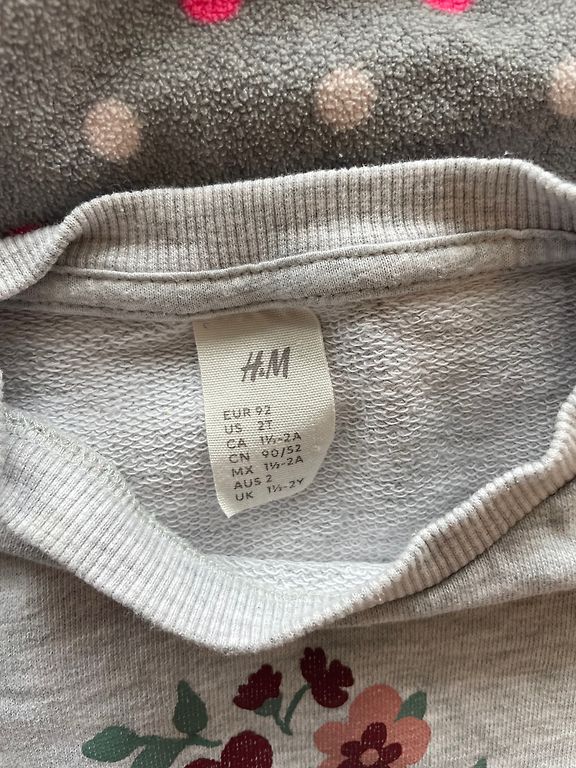 H&M
EUR 92
US 2T
CA 1½-2A
CN 90/52
MX 1½-2A
AUS 2
UK 1½-2Y